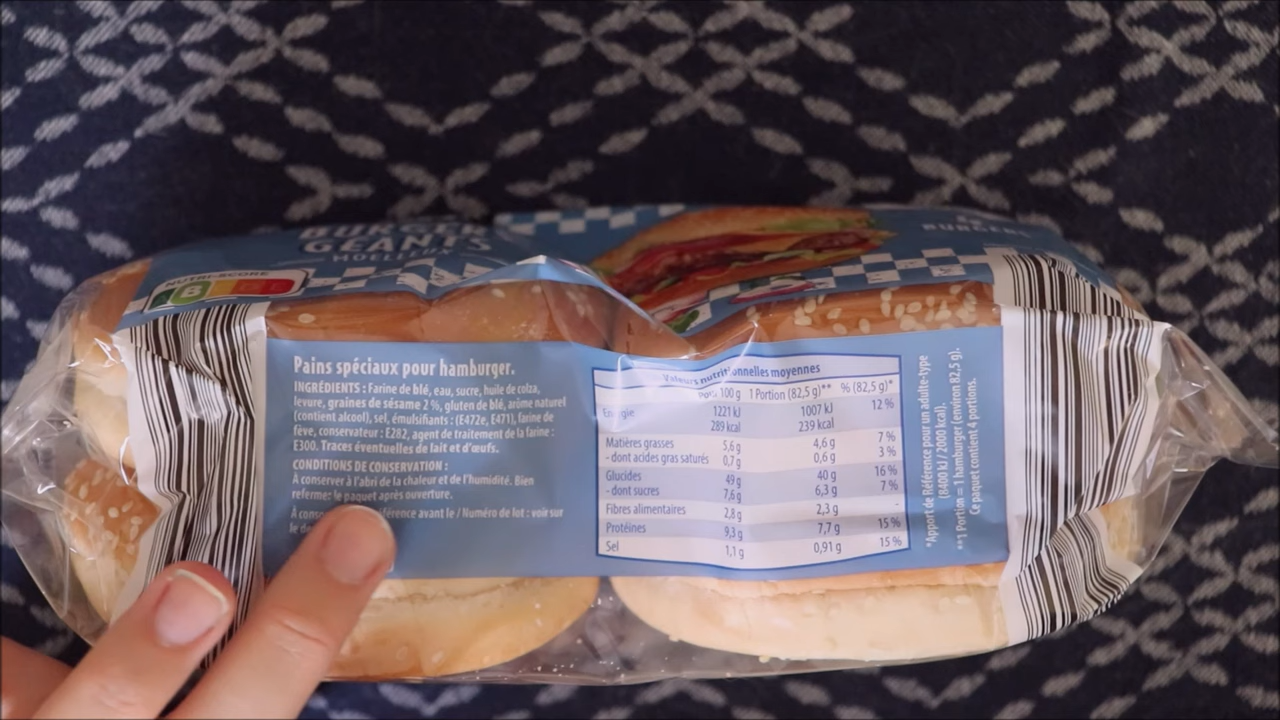 BURGER
GÉANTS
MOELLE
NUTRI-SCORE
B
BURGER
Pains spéciaux pour hamburger.
INGRÉDIENTS : Farine de blé, eau, sucre, huile de colza,
levure, graines de sésame 2 %, gluten de blé, arôme naturel
(contient alcool), sel, émulsifiants : (E472e, E471), farine de
fève, conservateur : E282, agent de traitement de la farine :
E300. Traces éventuelles de lait et d'œufs.
CONDITIONS DE CONSERVATION :
À conserver à l'abri de la chaleur et de l'humidité. Bien
refermer le paquet après ouverture.
À conso férence avant le / Numéro de lot : voir sur
le de
Valeurs nutritionnelles moyennes
pour 100 g 1 Portion (82,5 g)** % (82,5 g)*
Energie 1221 kJ 1007 kJ 12 %
289 kcal 239 kcal
Matières grasses 5,6 g 4,6 g 7 %
- dont acides gras saturés 0,7 g 0,6 g 3 %
Glucides 49 g 40 g 16 %
- dont sucres 7,6 g 6,3 g 7 %
Fibres alimentaires 2,8 g 2,3 g -
Protéines 9,3 g 7,7 g 15 %
Sel 1,1 g 0,91 g 15 %
*Apport de Référence pour un adulte-type
(8400 kJ / 2000 kcal).
**1 Portion = 1 hamburger (environ 82,5 g).
Ce paquet contient 4 portions.